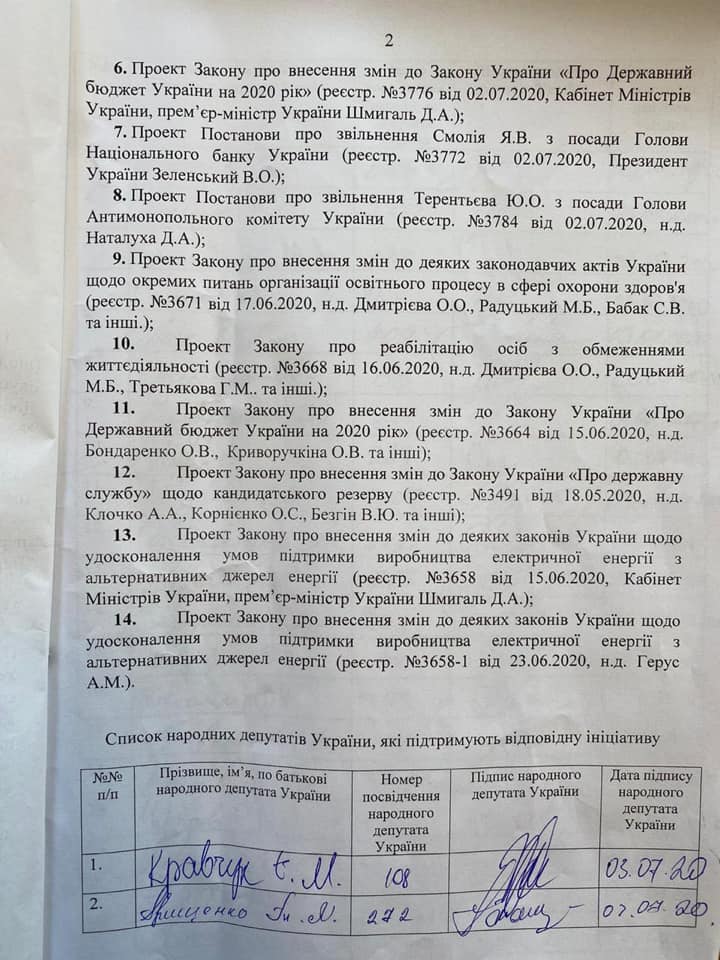 2
6. Проект Закону про внесення змін до Закону України «Про Державний
бюджет України на 2020 рік» (реєстр. №3776 від 02.07.2020, Кабінет Міністрів
України, прем’єр-міністр України Шмигаль Д.А.);
7. Проект Постанови про звільнення Смолія Я.В. з посади Голови
Національного банку України (реєстр. №3772 від 02.07.2020, Президент
України Зеленський В.О.);
8. Проект Постанови про звільнення Терентьєва Ю.О. з посади Голови
Антимонопольного комітету України (реєстр. №3784 від 02.07.2020, н.д.
Наталуха Д.А.);
9. Проект Закону про внесення змін до деяких законодавчих актів України
щодо окремих питань організації освітнього процесу в сфері охорони здоров'я
(реєстр. №3671 від 17.06.2020, н.д. Дмитрієва О.О., Радуцький М.Б., Бабак С.В.
та інші.);
10. Проект Закону про реабілітацію осіб з обмеженнями
життєдіяльності (реєстр. №3668 від 16.06.2020, н.д. Дмитрієва О.О., Радуцький
М.Б., Третьякова Г.М.. та інші.);
11. Проект Закону про внесення змін до Закону України «Про
Державний бюджет України на 2020 рік» (реєстр. №3664 від 15.06.2020, н.д.
Бондаренко О.В., Криворучкіна О.В. та інші);
12. Проект Закону про внесення змін до Закону України «Про державну
службу» щодо кандидатського резерву (реєстр. №3491 від 18.05.2020, н.д.
Клочко А.А., Корнієнко О.С., Безгін В.Ю. та інші);
13. Проект Закону про внесення змін до деяких законів України щодо
удосконалення умов підтримки виробництва електричної енергії з
альтернативних джерел енергії (реєстр. №3658 від 15.06.2020, Кабінет
Міністрів України, прем’єр-міністр України Шмигаль Д.А.);
14. Проект Закону про внесення змін до деяких законів України щодо
удосконалення умов підтримки виробництва електричної енергії з
альтернативних джерел енергії (реєстр. №3658-1 від 23.06.2020, н.д. Герус
А.М.).
Список народних депутатів України, які підтримують відповідну ініціативу
№№
п/п
Прізвище, ім’я, по батькові
народного депутата України
Номер
посвідчення
народного
депутата
України
Підпис народного
депутата України
Дата підпису
народного
депутата
України
1. Кравчук Є. М. 108 03.07.20
2. 272 .07.20